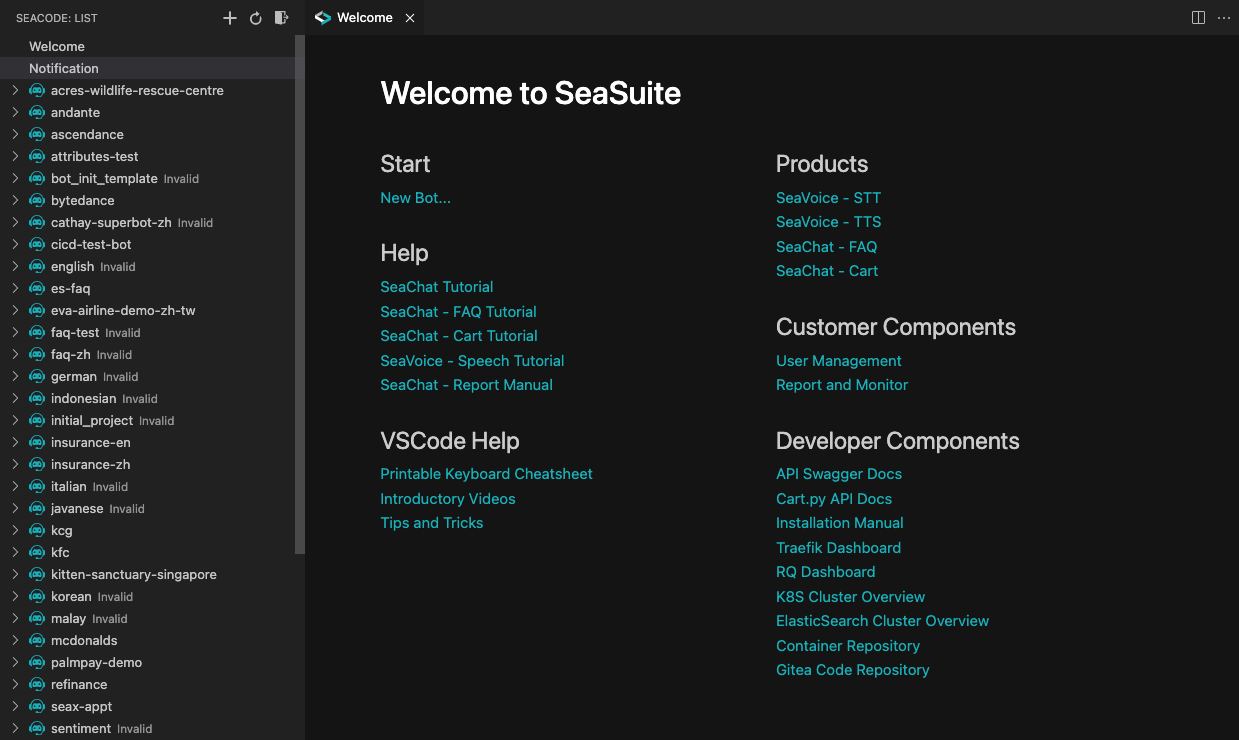 SEACODE: LIST
Welcome
Notification
acres-wildlife-rescue-centre
andante
ascendance
attributes-test
bot_init_template Invalid
bytedance
cathay-superbot-zh Invalid
cicd-test-bot
english Invalid
es-faq
eva-airline-demo-zh-tw
faq-test Invalid
faq-zh Invalid
german Invalid
indonesian Invalid
initial_project Invalid
insurance-en
insurance-zh
italian Invalid
javanese Invalid
kcg
kfc
kitten-sanctuary-singapore
korean Invalid
malay Invalid
mcdonalds
palmpay-demo
refinance
seax-appt
sentiment Invalid
Welcome
Welcome to SeaSuite
Start
New Bot...
Help
SeaChat Tutorial
SeaChat - FAQ Tutorial
SeaChat - Cart Tutorial
SeaVoice - Speech Tutorial
SeaChat - Report Manual
VSCode Help
Printable Keyboard Cheatsheet
Introductory Videos
Tips and Tricks
Products
SeaVoice - STT
SeaVoice - TTS
SeaChat - FAQ
SeaChat - Cart
Customer Components
User Management
Report and Monitor
Developer Components
API Swagger Docs
Cart.py API Docs
Installation Manual
Traefik Dashboard
RQ Dashboard
K8S Cluster Overview
ElasticSearch Cluster Overview
Container Repository
Gitea Code Repository